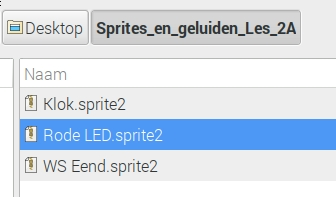 Desktop Sprites_en_geluiden_Les_2A
Naam
Klok.sprite2
Rode LED.sprite2
WS Eend.sprite2